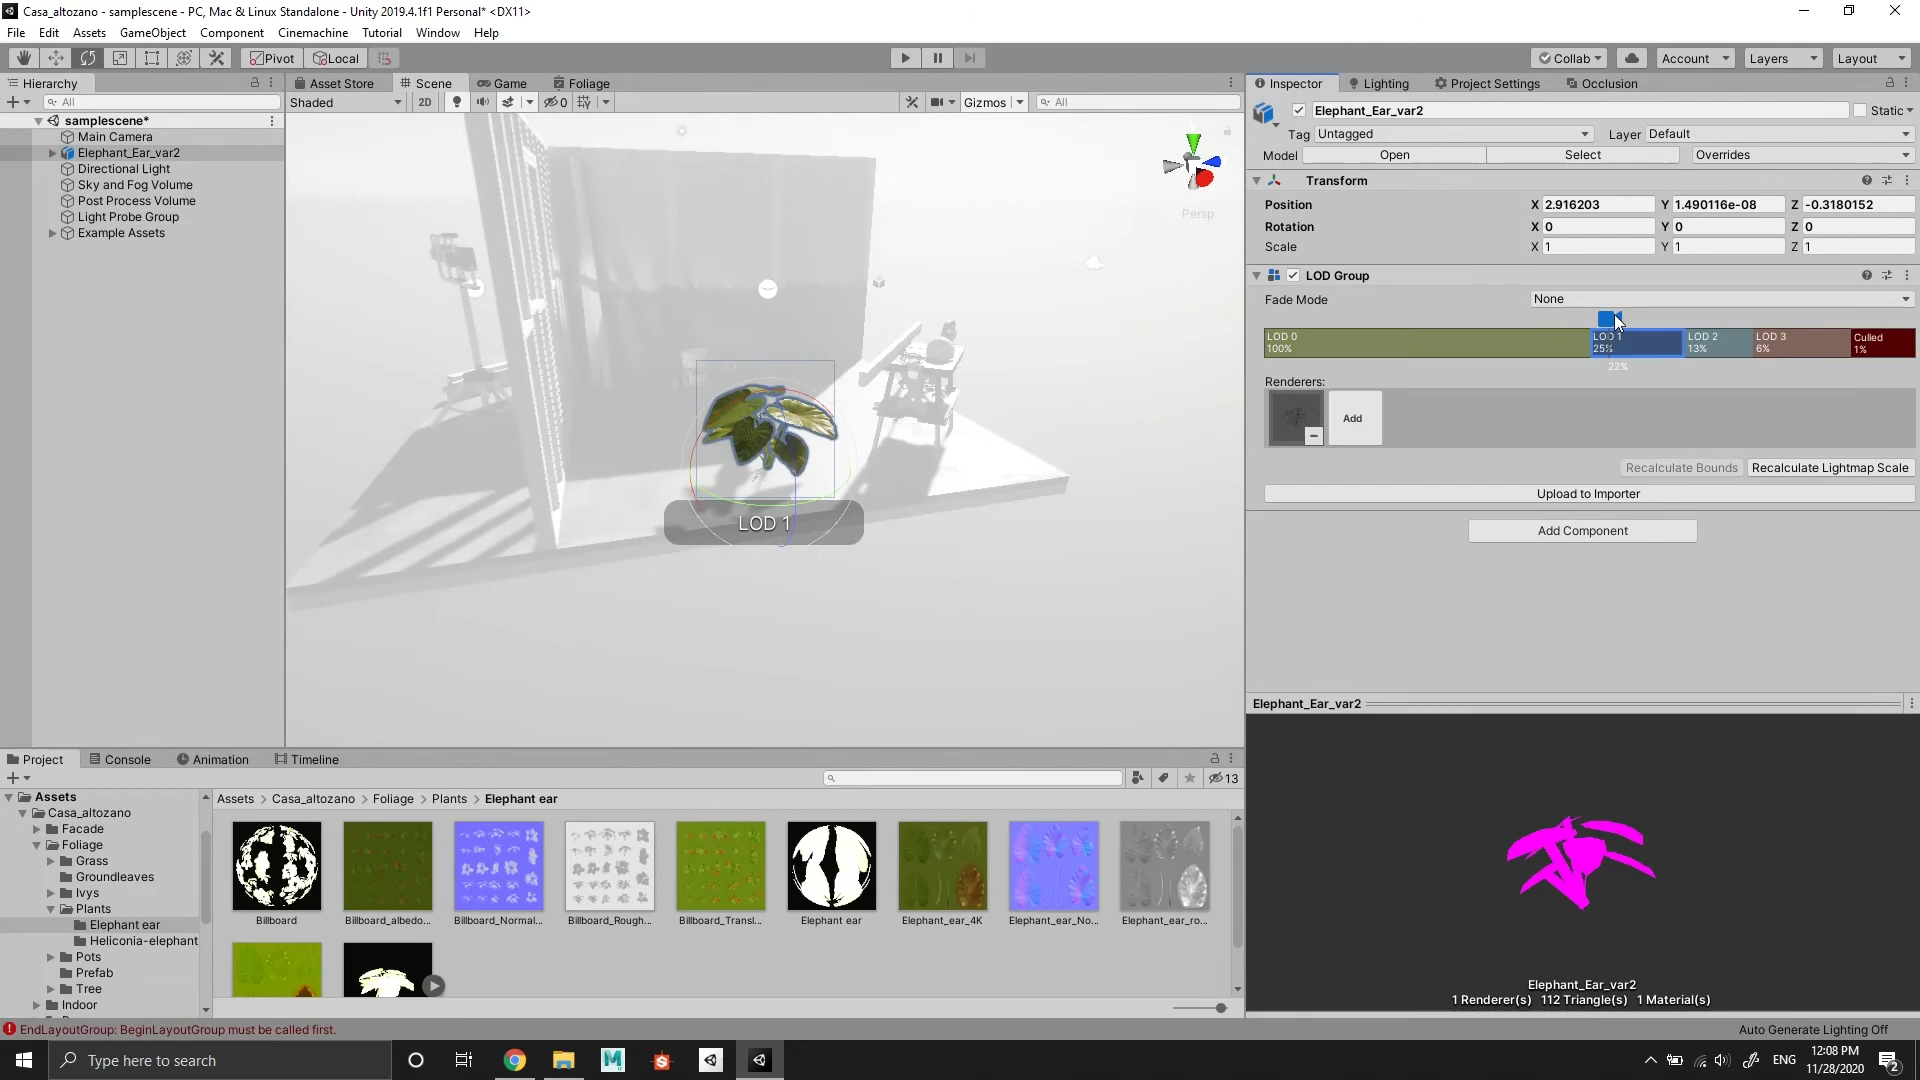 Casa_altozano - samplescene - PC, Mac & Linux Standalone - Unity 2019.4.1f1 Personal* <DX11>
File Edit Assets GameObject Component Cinemachine Tutorial Window Help
Pivot Local Collab Account Layers Layout
Hierarchy
All
samplescene*
Main Camera
Elephant_Ear_var2
Directional Light
Sky and Fog Volume
Post Process Volume
Light Probe Group
Example Assets
Asset Store Scene Game Foliage
Shaded 2D 0 Gizmos All
Persp
LOD 1
Inspector Lighting Project Settings Occlusion
Elephant_Ear_var2 Static
Tag Untagged Layer Default
Model Open Select Overrides
Transform
Position X 2.916203 Y 1.490116e-08 Z -0.3180152
Rotation X 0 Y 0 Z 0
Scale X 1 Y 1 Z 1
LOD Group
Fade Mode None
LOD 0 LOD 1 LOD 2 LOD 3 Culled
100% 25% 13% 6% 1%
22%
Renderers:
Add
Recalculate Bounds Recalculate Lightmap Scale
Upload to Importer
Add Component
Elephant_Ear_var2
Elephant_Ear_var2
1 Renderer(s) 112 Triangle(s) 1 Material(s)
Project Console Animation Timeline
13
Assets
Casa_altozano
Facade
Foliage
Grass
Groundleaves
Ivys
Plants
Elephant ear
Heliconia-elephant
Pots
Prefab
Tree
Indoor
Assets > Casa_altozano > Foliage > Plants > Elephant ear
Billboard Billboard_albedo... Billboard_Normal... Billboard_Rough... Billboard_Transl... Elephant ear Elephant_ear_4K Elephant_ear_No... Elephant_ear_ro...
EndLayoutGroup: BeginLayoutGroup must be called first.
Auto Generate Lighting Off
Type here to search
ENG
12:08 PM
11/28/2020
2